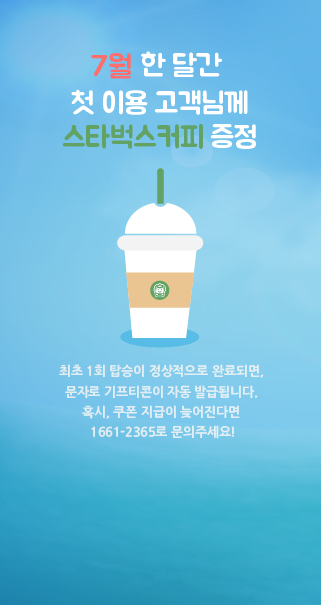 7월 한 달간
첫 이용 고객님께
스타벅스커피 증정
최초 1회 탑승이 정상적으로 완료되면,
문자로 기프티콘이 자동 발급됩니다.
혹시, 쿠폰 지급이 늦어진다면
1661-2365로 문의주세요!